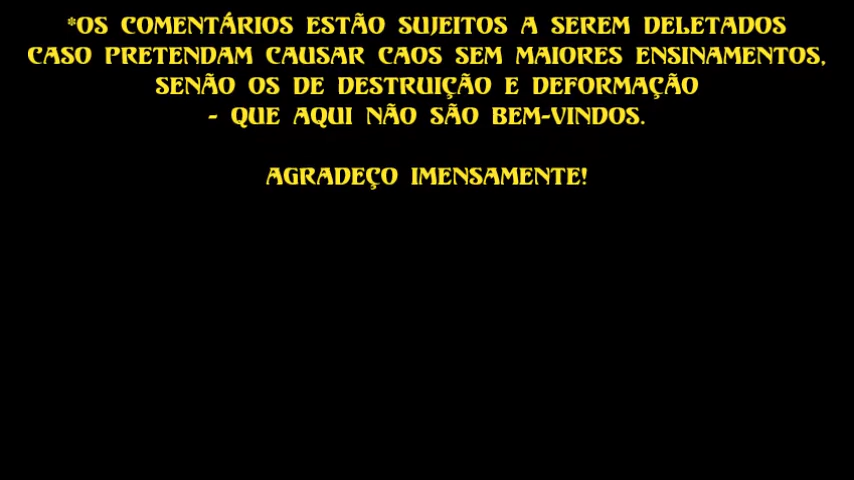 *OS COMENTÁRIOS ESTÃO SUJEITOS A SEREM DELETADOS
CASO PRETENDAM CAUSAR CAOS SEM MAIORES ENSINAMENTOS,
SENÃO OS DE DESTRUIÇÃO E DEFORMAÇÃO
- QUE AQUI NÃO SÃO BEM-VINDOS.
AGRADEÇO IMENSAMENTE!